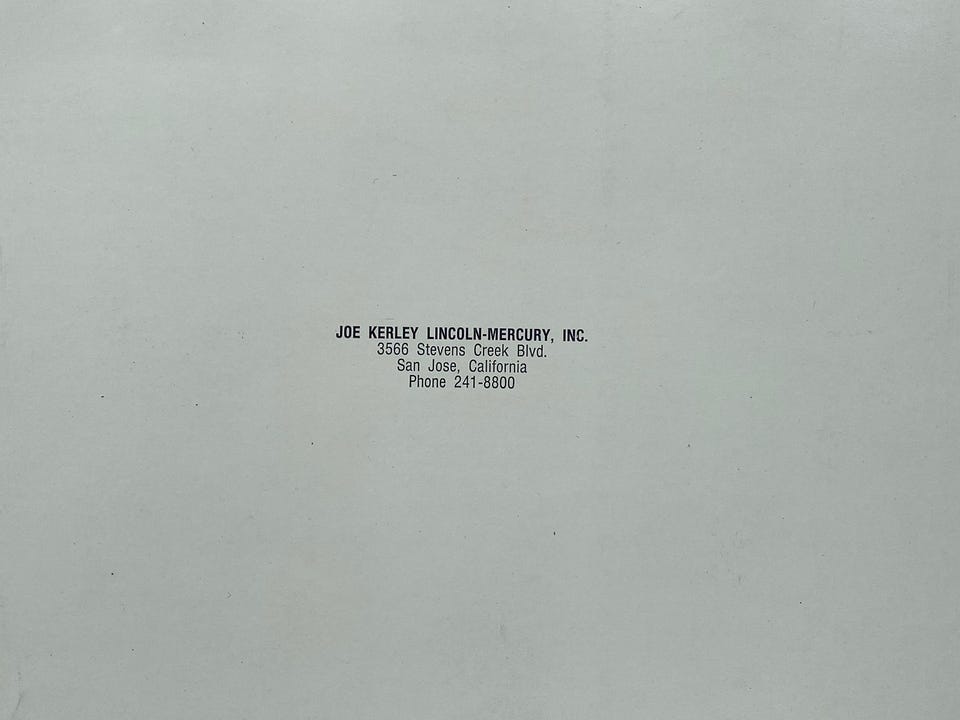 JOE KERLEY LINCOLN-MERCURY, INC.
3566 Stevens Creek Blvd.
San Jose, California
Phone 241-8800